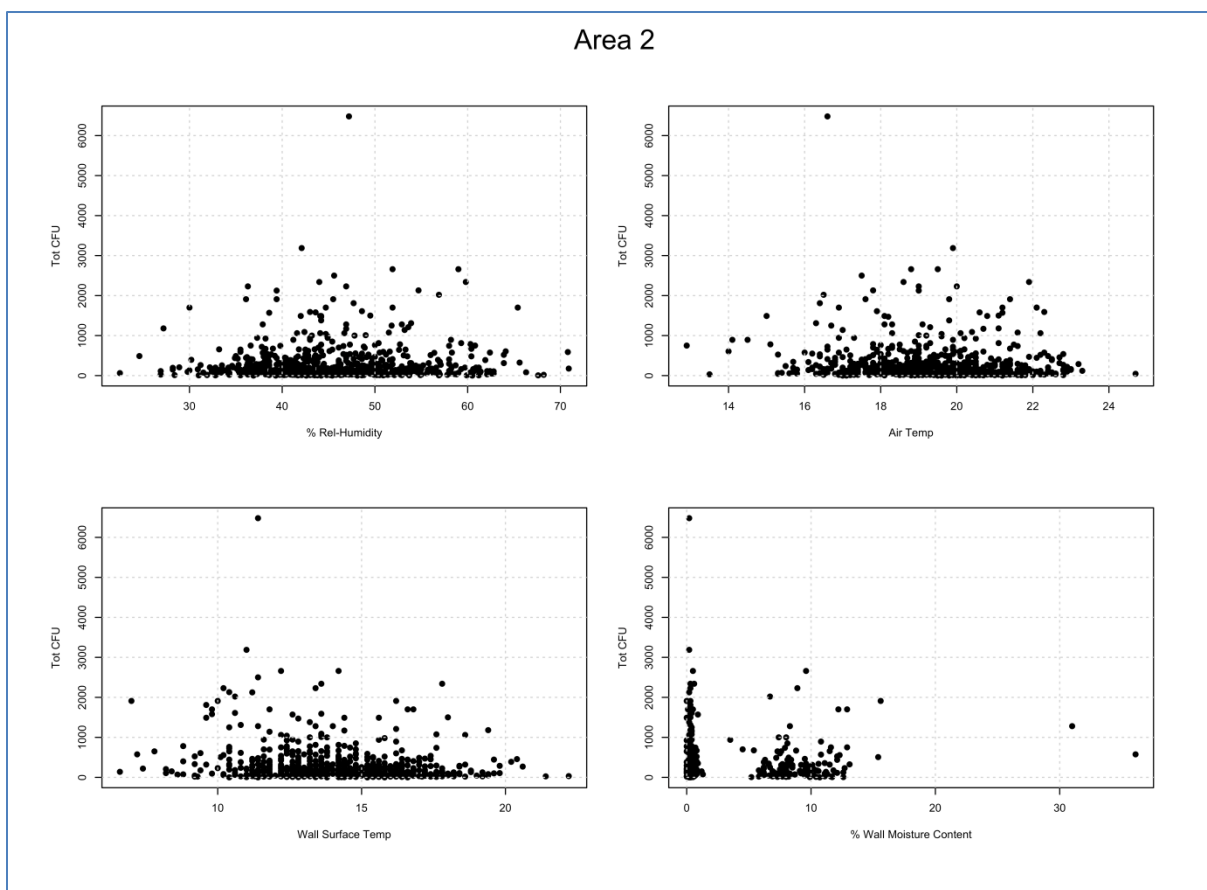 Area 2
Tot CFU
6000
5000
4000
3000
2000
1000
0
30 40 50 60 70
% Rel-Humidity
Tot CFU
6000
5000
4000
3000
2000
1000
0
14 16 18 20 22 24
Air Temp
Tot CFU
6000
5000
4000
3000
2000
1000
0
10 15 20
Wall Surface Temp
Tot CFU
6000
5000
4000
3000
2000
1000
0
0 10 20 30
% Wall Moisture Content